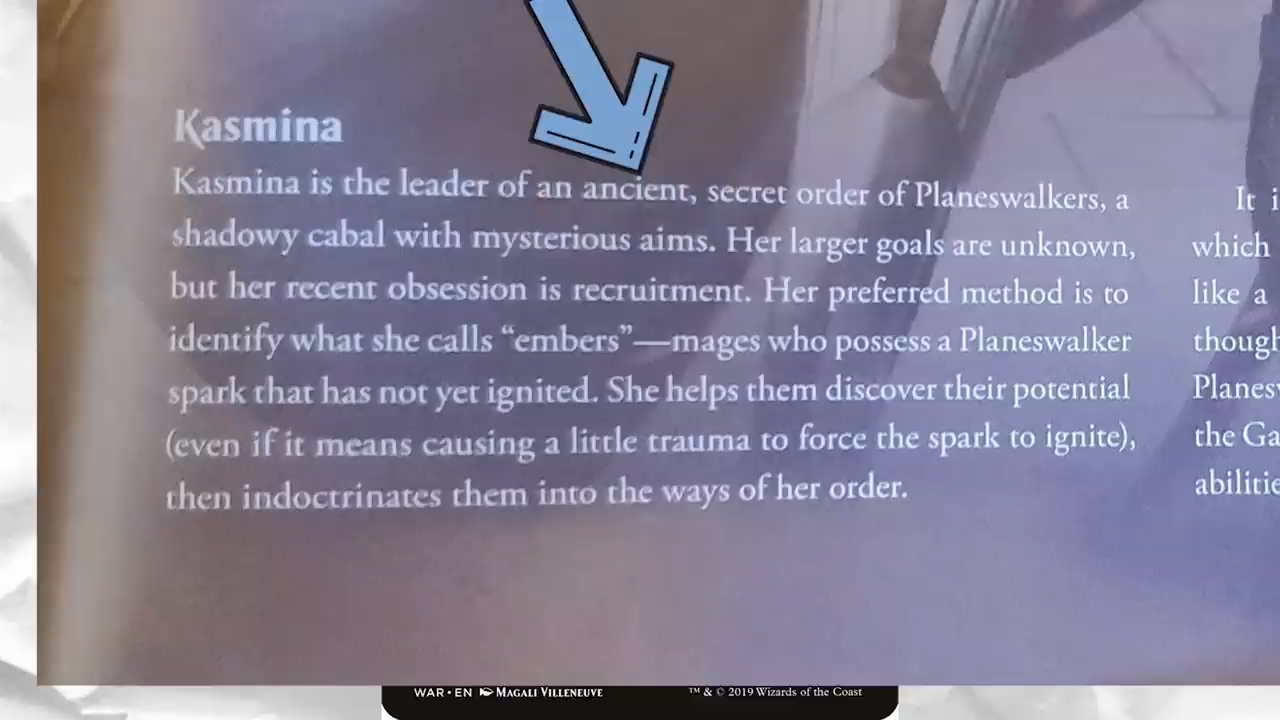 Kasmina
Kasmina is the leader of an ancient, secret order of Planeswalkers, a
shadowy cabal with mysterious aims. Her larger goals are unknown,
but her recent obsession is recruitment. Her preferred method is to
identify what she calls “embers”—mages who possess a Planeswalker
spark that has not yet ignited. She helps them discover their potential
(even if it means causing a little trauma to force the spark to ignite),
then indoctrinates them into the ways of her order.
It
which
like a
the
WAR • EN MAGALI VILLENEUVE ™ & © 2019 Wizards of the Coast